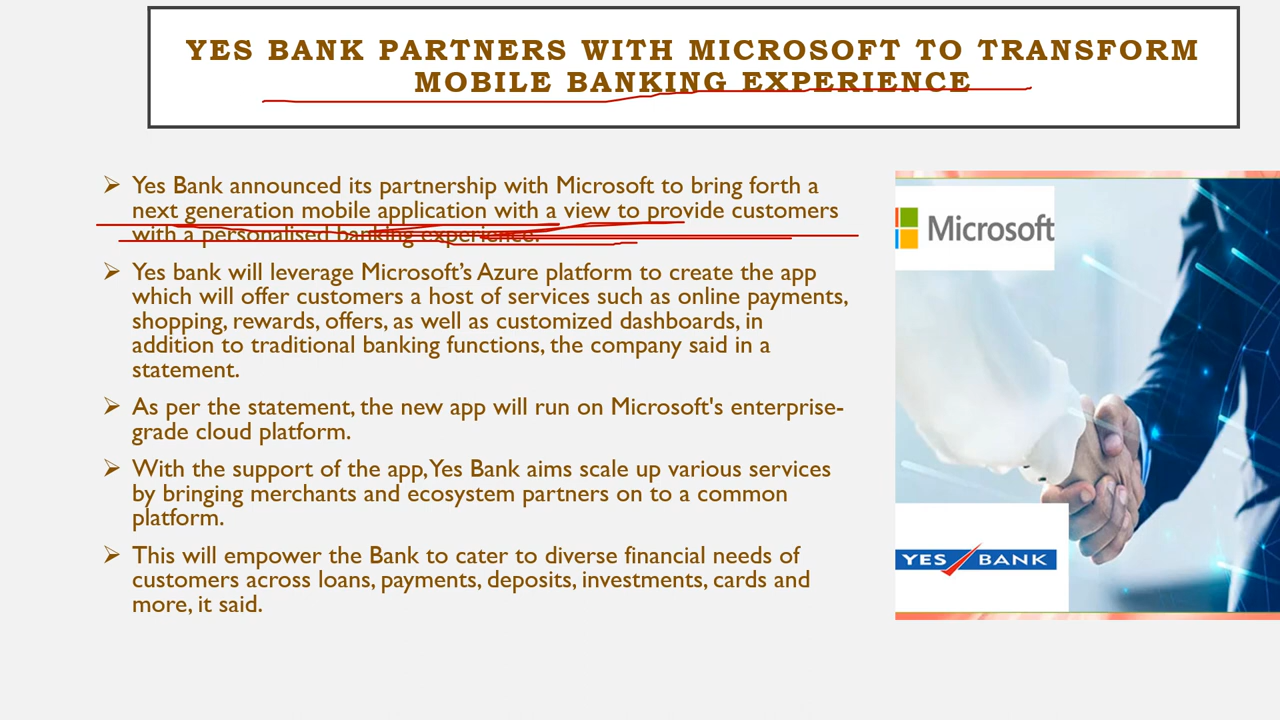 YES BANK PARTNERS WITH MICROSOFT TO TRANSFORM
MOBILE BANKING EXPERIENCE
Yes Bank announced its partnership with Microsoft to bring forth a
next generation mobile application with a view to provide customers
with a personalised banking experience.
Yes bank will leverage Microsoft's Azure platform to create the app
which will offer customers a host of services such as online payments,
shopping, rewards, offers, as well as customized dashboards, in
addition to traditional banking functions, the company said in a
statement.
As per the statement, the new app will run on Microsoft's enterprise-
grade cloud platform.
With the support of the app, Yes Bank aims scale up various services
by bringing merchants and ecosystem partners on to a common
platform.
This will empower the Bank to cater to diverse financial needs of
customers across loans, payments, deposits, investments, cards and
more, it said.
Microsoft
YES BANK